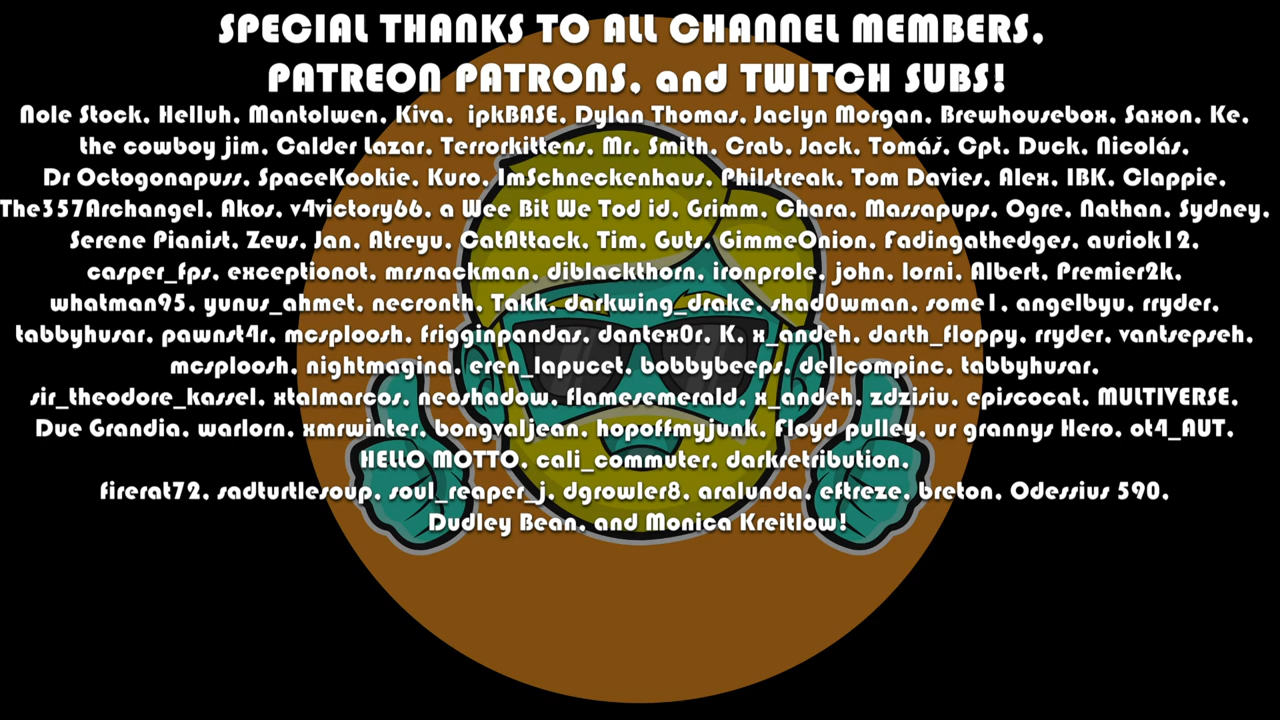 SPECIAL THANKS TO ALL CHANNEL MEMBERS,
PATREON PATRONS, and TWITCH SUBS!
Nole Stock, Helluh, Mantolwen, Kiva, ipkBASE, Dylan Thomas, Jaclyn Morgan, Brewhousebox, Saxon, Ke,
the cowboy jim, Calder Lazar, Terrorkittens, Mr. Smith, Crab, Jack, Tomáš, Cpt. Duck, Nicolás,
Dr Octogonapuss, SpaceKookie, Kuro, ImSchneckenhaus, Philstreak, Tom Davies, Alex, IBK, Clappie,
The357Archangel, Akos, v4victory66, a Wee Bit We Tod id, Grimm, Chara, Massapups, Ogre, Nathan, Sydney,
Serene Pianist, Zeus, Jan, Atreyu, CatAttack, Tim, Guts, GimmeOnion, Fadingathedges, auriok12,
casper_fps, exceptionot, mrsnackman, diblackthorn, ironprole, john, lorni, Albert, Premier2k,
whatman95, yunus_ahmet, necronth, Takk, darkwing_drake, shad0wman, some1, angelbyu, rryder,
tabbyhusar, pawnst4r, mcsploosh, frigginpandas, dantex0r, K, x_andeh, darth_floppy, rryder, vantsepseh,
mcsploosh, nightmagina, eren_lapucet, bobbybeeps, dellcompinc, tabbyhusar,
sir_theodore_kassel, xtalmarcos, neoshadow, flamesemerald, x_andeh, zdzisiu, episcocat, MULTIVERSE,
Due Grandia, warlorn, xmrwinter, bongvaljean, hopoffmyjunk, Floyd pulley, ur grannys Hero, ot4_AUT,
HELLO MOTTO, cali_commuter, darkretribution,
firerat72, sadturtlesoup, soul_reaper_j, dgrowler8, aralunda, eftreze, breton, Odessius 590,
Dudley Bean, and Monica Kreitlow!